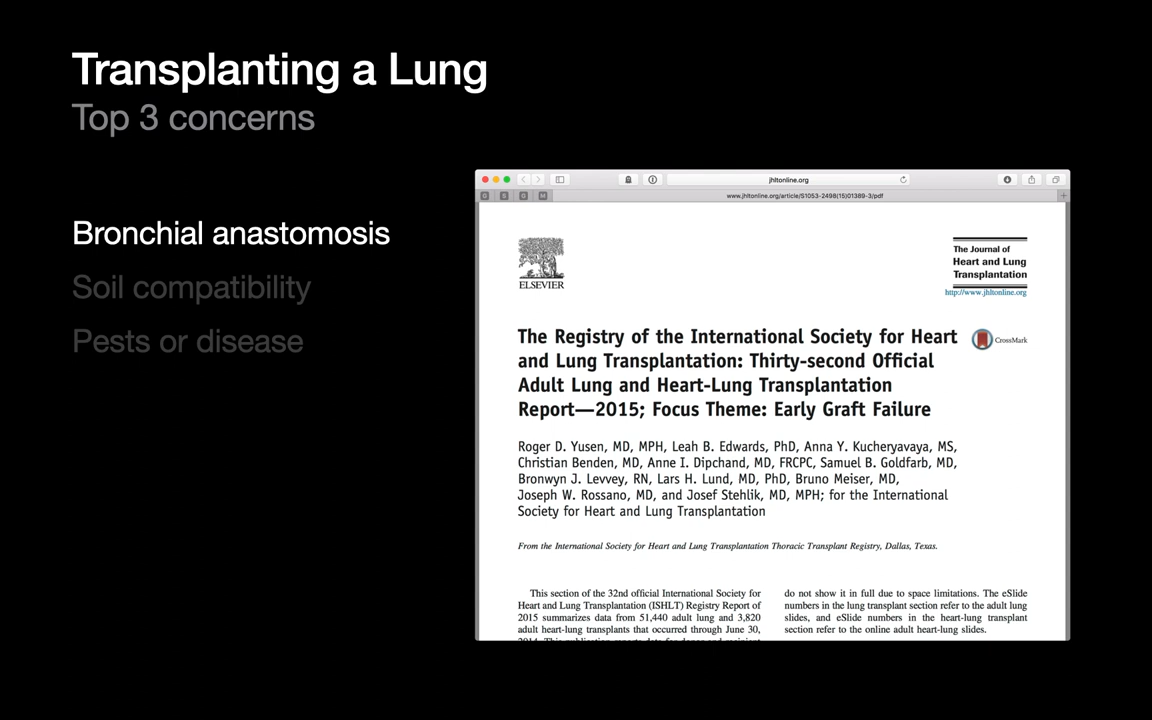 Transplanting a Lung
Top 3 concerns
Bronchial anastomosis
Soil compatibility
Pests or disease
jhltonline.org
www.jhltonline.org/article/S1053-2498(15)01389-3/pdf
ELSEVIER
The Journal of
Heart and Lung
Transplantation
http://www.jhltonline.org
The Registry of the International Society for Heart
and Lung Transplantation: Thirty-second Official
Adult Lung and Heart-Lung Transplantation
Report—2015; Focus Theme: Early Graft Failure
CrossMark
Roger D. Yusen, MD, MPH, Leah B. Edwards, PhD, Anna Y. Kucheryavaya, MS,
Christian Benden, MD, Anne I. Dipchand, MD, FRCPC, Samuel B. Goldfarb, MD,
Bronwyn J. Levvey, RN, Lars H. Lund, MD, PhD, Bruno Meiser, MD,
Joseph W. Rossano, MD, and Josef Stehlik, MD, MPH; for the International
Society for Heart and Lung Transplantation
From the International Society for Heart and Lung Transplantation Thoracic Transplant Registry, Dallas, Texas.
This section of the 32nd official International Society for
Heart and Lung Transplantation (ISHLT) Registry Report of
2015 summarizes data from 51,440 adult lung and 3,820
adult heart-lung transplants that occurred through June 30,
do not show it in full due to space limitations. The eSlide
numbers in the lung transplant section refer to the adult lung
slides, and eSlide numbers in the heart-lung transplant
section refer to the online adult heart-lung slides.